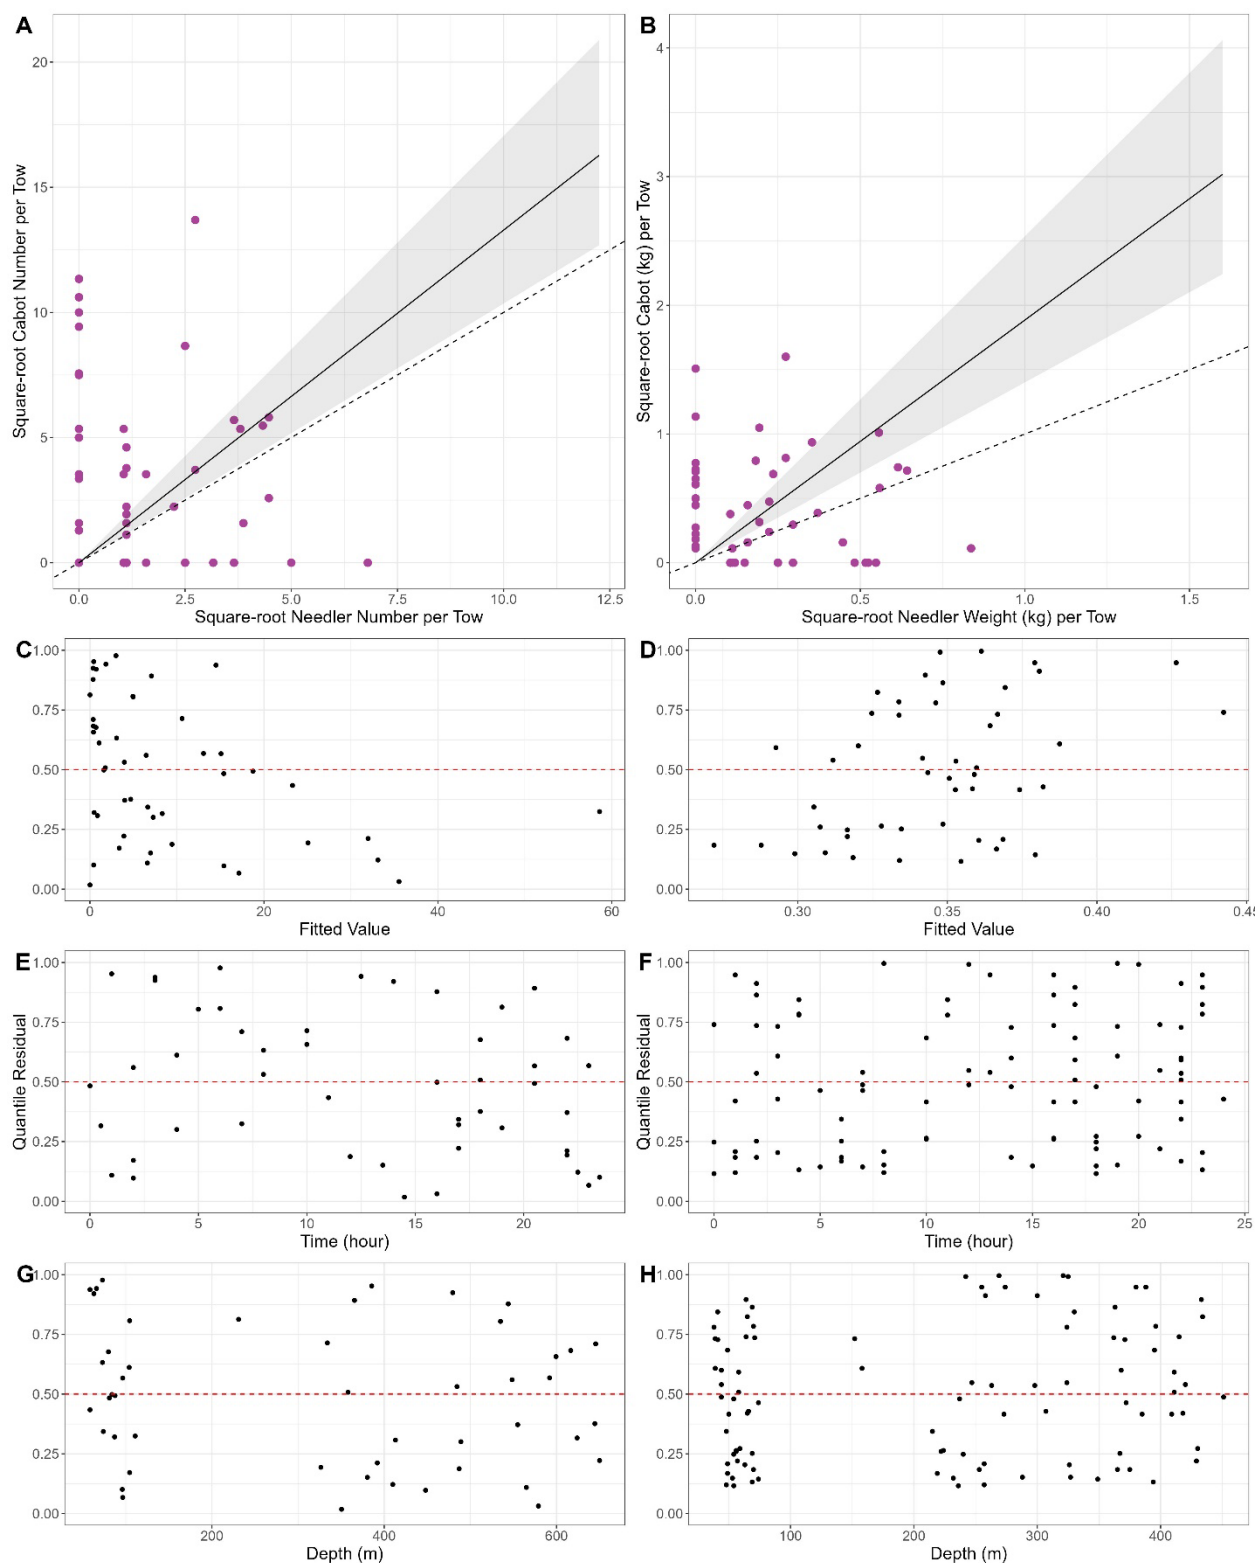 A
B
20
15
10
5
0
Square-root Cabot Number per Tow
0.0 2.5 5.0 7.5 10.0 12.5
Square-root Needler Number per Tow
4
3
2
1
0
Square-root Cabot (kg) per Tow
0.0 0.5 1.0 1.5
Square-root Needler Weight (kg) per Tow
C
1.00
0.75
0.50
0.25
0.00
0 20 40 60
Fitted Value
D
1.00
0.75
0.50
0.25
0.00
0.30 0.35 0.40 0.45
Fitted Value
E
1.00
0.75
0.50
0.25
0.00
Quantile Residual
0 5 10 15 20
Time (hour)
F
1.00
0.75
0.50
0.25
0.00
Quantile Residual
0 5 10 15 20 25
Time (hour)
G
1.00
0.75
0.50
0.25
0.00
200 400 600
Depth (m)
H
1.00
0.75
0.50
0.25
0.00
100 200 300 400
Depth (m)